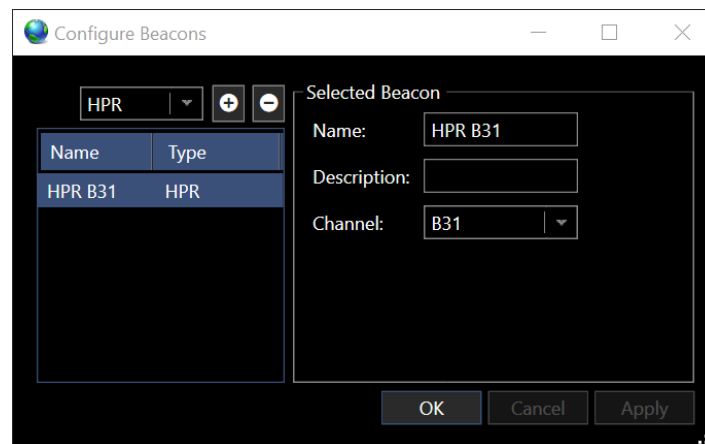 Configure Beacons
HPR
Name Type
HPR B31 HPR
Selected Beacon
Name: HPR B31
Description:
Channel: B31
OK Cancel Apply